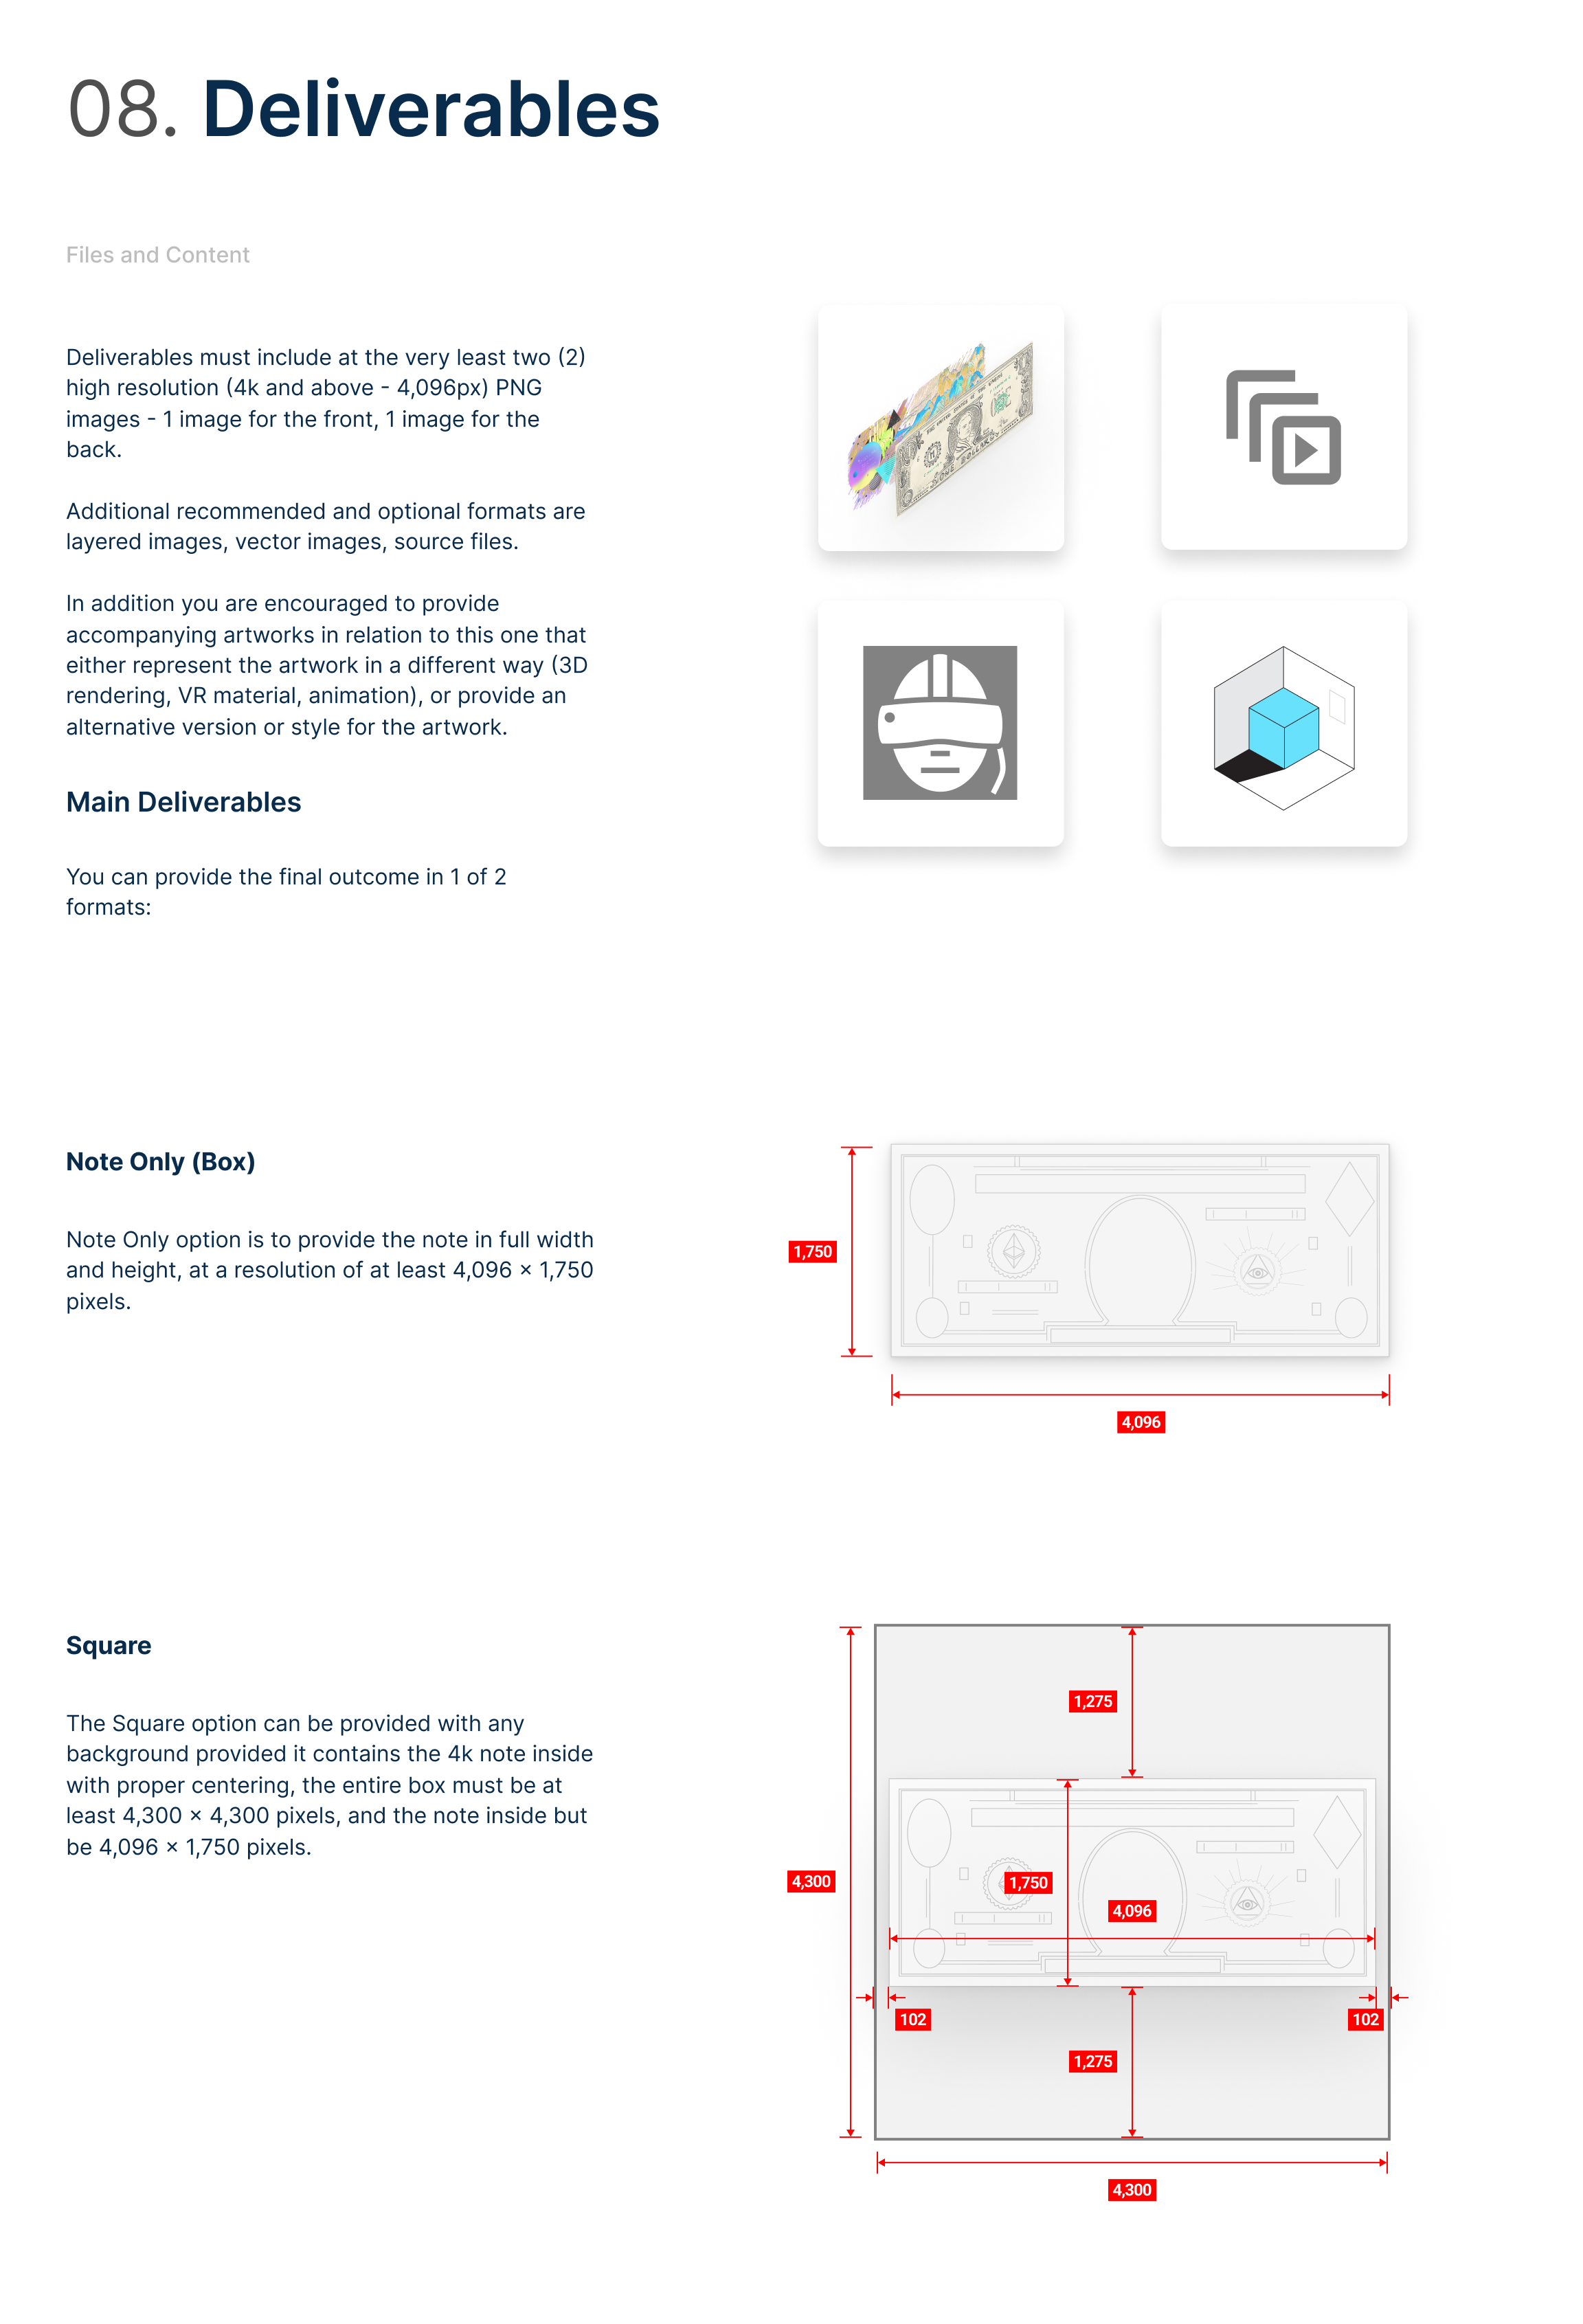 08. Deliverables
Files and Content
Deliverables must include at the very least two (2)
high resolution (4k and above - 4,096px) PNG
images - 1 image for the front, 1 image for the
back.
Additional recommended and optional formats are
layered images, vector images, source files.
In addition you are encouraged to provide
accompanying artworks in relation to this one that
either represent the artwork in a different way (3D
rendering, VR material, animation), or provide an
alternative version or style for the artwork.
Main Deliverables
You can provide the final outcome in 1 of 2
formats:
Note Only (Box)
Note Only option is to provide the note in full width
and height, at a resolution of at least 4,096 × 1,750
pixels.
1,750
4,096
Square
The Square option can be provided with any
background provided it contains the 4k note inside
with proper centering, the entire box must be at
least 4,300 × 4,300 pixels, and the note inside but
be 4,096 × 1,750 pixels.
1,275
4,300
1,750
4,096
102
102
1,275
4,300